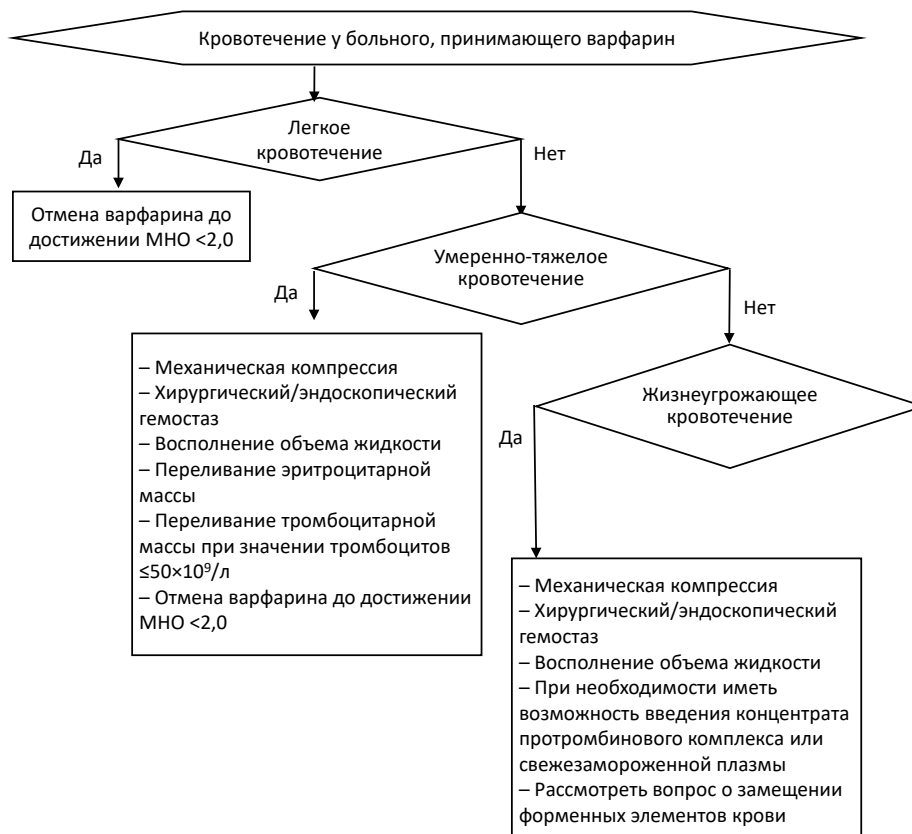 Кровотечение у больного, принимающего варфарин
Легкое
кровотечение
Да
Нет
Отмена варфарина до
достижении МНО <2,0
Умеренно-тяжелое
кровотечение
Да
Нет
– Механическая компрессия
– Хирургический/эндоскопический
гемостаз
– Восполнение объема жидкости
– Переливание эритроцитарной
массы
– Переливание тромбоцитарной
массы при значении тромбоцитов
≤50×10⁹/л
– Отмена варфарина до достижении
МНО <2,0
Жизнеугрожающее
кровотечение
Да
– Механическая компрессия
– Хирургический/эндоскопический
гемостаз
– Восполнение объема жидкости
– При необходимости иметь
возможность введения концентрата
протромбинового комплекса или
свежезамороженной плазмы
– Рассмотреть вопрос о замещении
форменных элементов крови